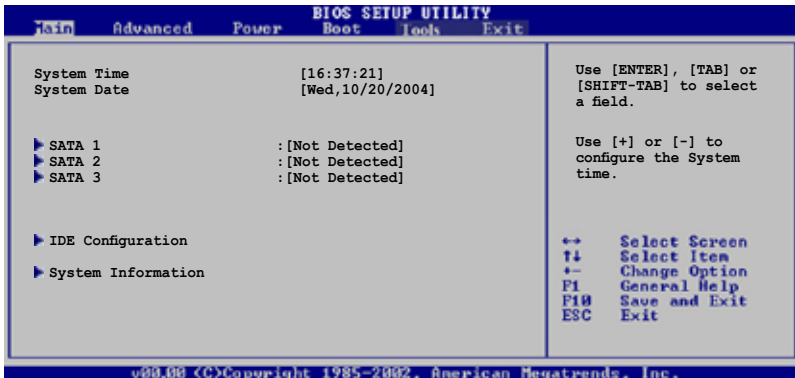 BIOS SETUP UTILITY
Main Advanced Power Boot Tools Exit
System Time [16:37:21]
System Date [Wed,10/20/2004]
SATA 1 :[Not Detected]
SATA 2 :[Not Detected]
SATA 3 :[Not Detected]
IDE Configuration
System Information
Use [ENTER], [TAB] or
[SHIFT-TAB] to select
a field.
Use [+] or [-] to
configure the System
time.
←→ Select Screen
↑↓ Select Item
+- Change Option
F1 General Help
F10 Save and Exit
ESC Exit
v00.00 (C)Copyright 1985-2002, American Megatrends, Inc.